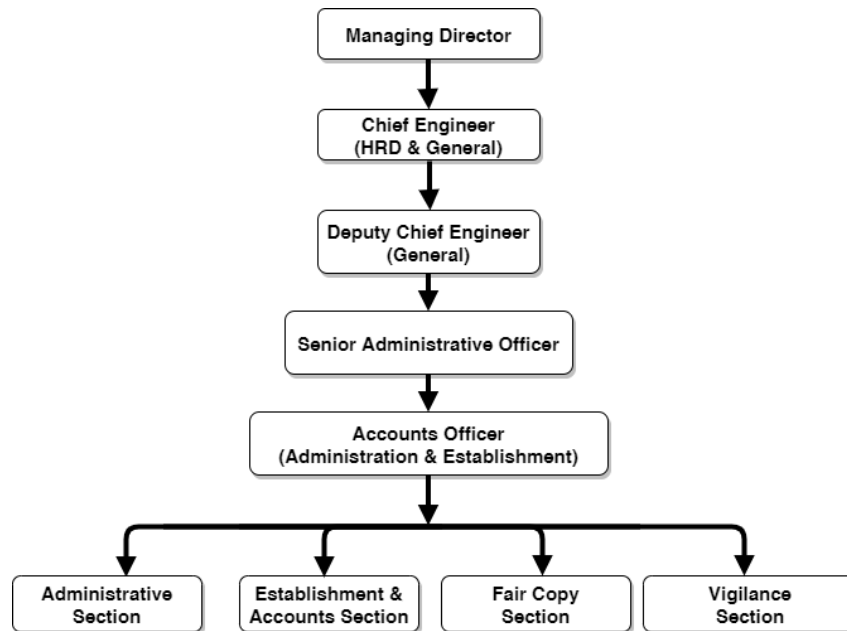 Managing Director
Chief Engineer
(HRD & General)
Deputy Chief Engineer
(General)
Senior Administrative Officer
Accounts Officer
(Administration & Establishment)
Administrative
Section
Establishment &
Accounts Section
Fair Copy
Section
Vigilance
Section